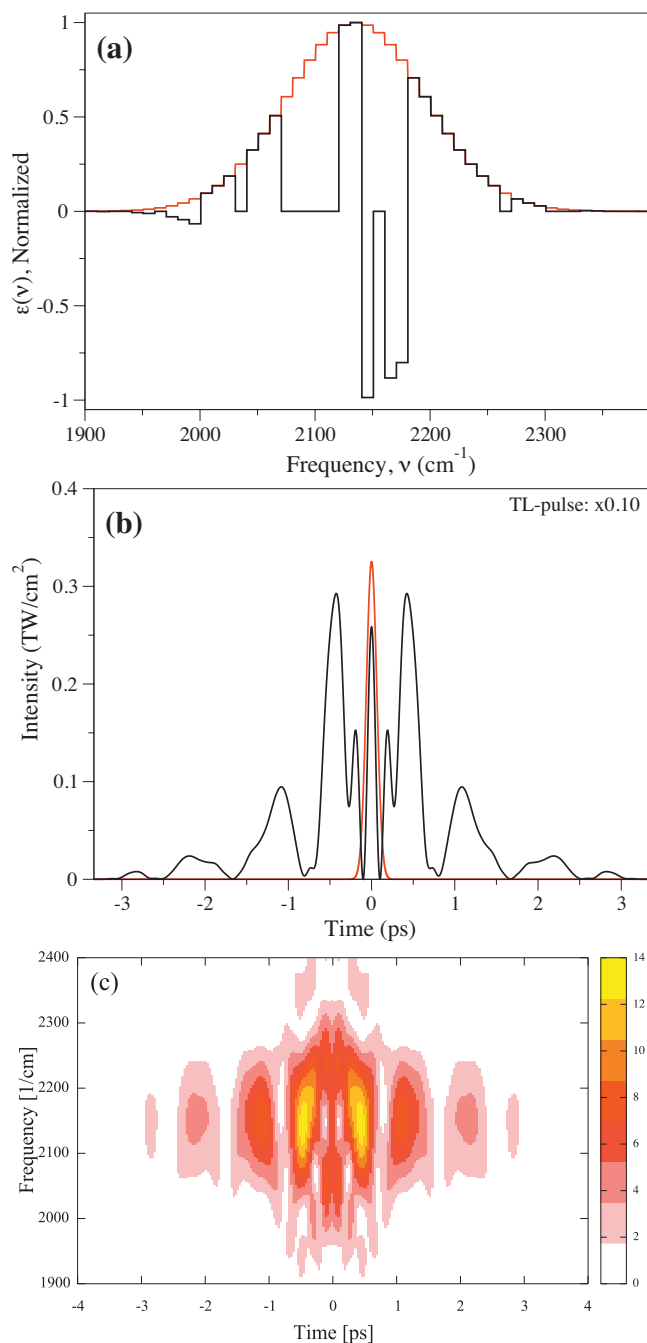 (a)
1
0.5
0
-0.5
-1
ε(ν), Normalized
1900 2000 2100 2200 2300
Frequency, ν (cm-1)
(b)
TL-pulse: x0.10
0.4
0.3
0.2
0.1
0
Intensity (TW/cm2)
-3 -2 -1 0 1 2 3
Time (ps)
(c)
2400
2300
2200
2100
2000
1900
Frequency [1/cm]
14
12
10
8
6
4
2
0
-4 -3 -2 -1 0 1 2 3 4
Time [ps]